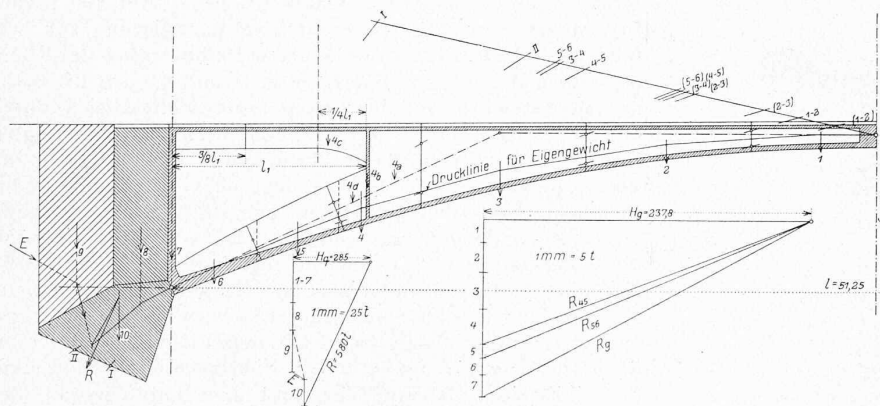 I
II
5-6
3-4
4-5
(5-6) (4-5)
(3-4) (2-3)
(2-3)
1-2
(1-2)
1/4 l₁
3/8 l₁
l₁
4c
4a
4b
4d
Drucklinie für Eigengewicht
1
2
3
4
5
6
7
8
9
10
E
R
II
I
Hg=237,8
1mm = 5 t
1
2
3
4
5
6
7
R45
R56
Rg
l = 51,25
Hg=285
1mm = 25t
R=580t
1-7
8
9
10